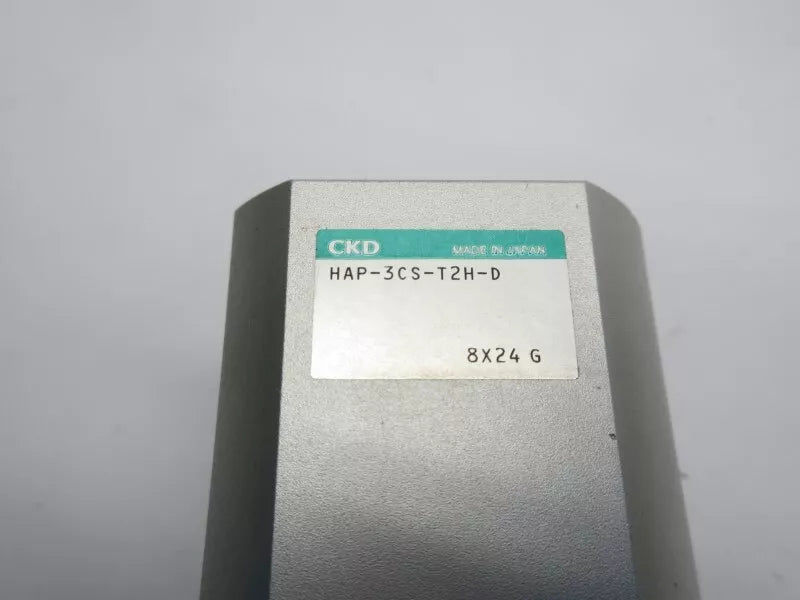 CKD MADE IN JAPAN
HAP-3CS-T2H-D
8X24 G